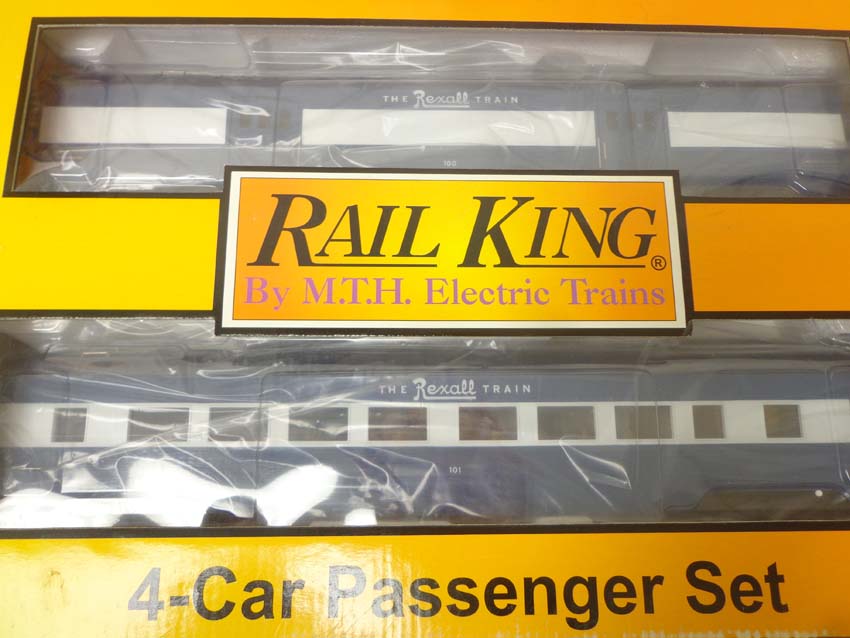 THE Rexall TRAIN
100
RAIL KING®
By M.T.H. Electric Trains
THE Rexall TRAIN
101
4-Car Passenger Set